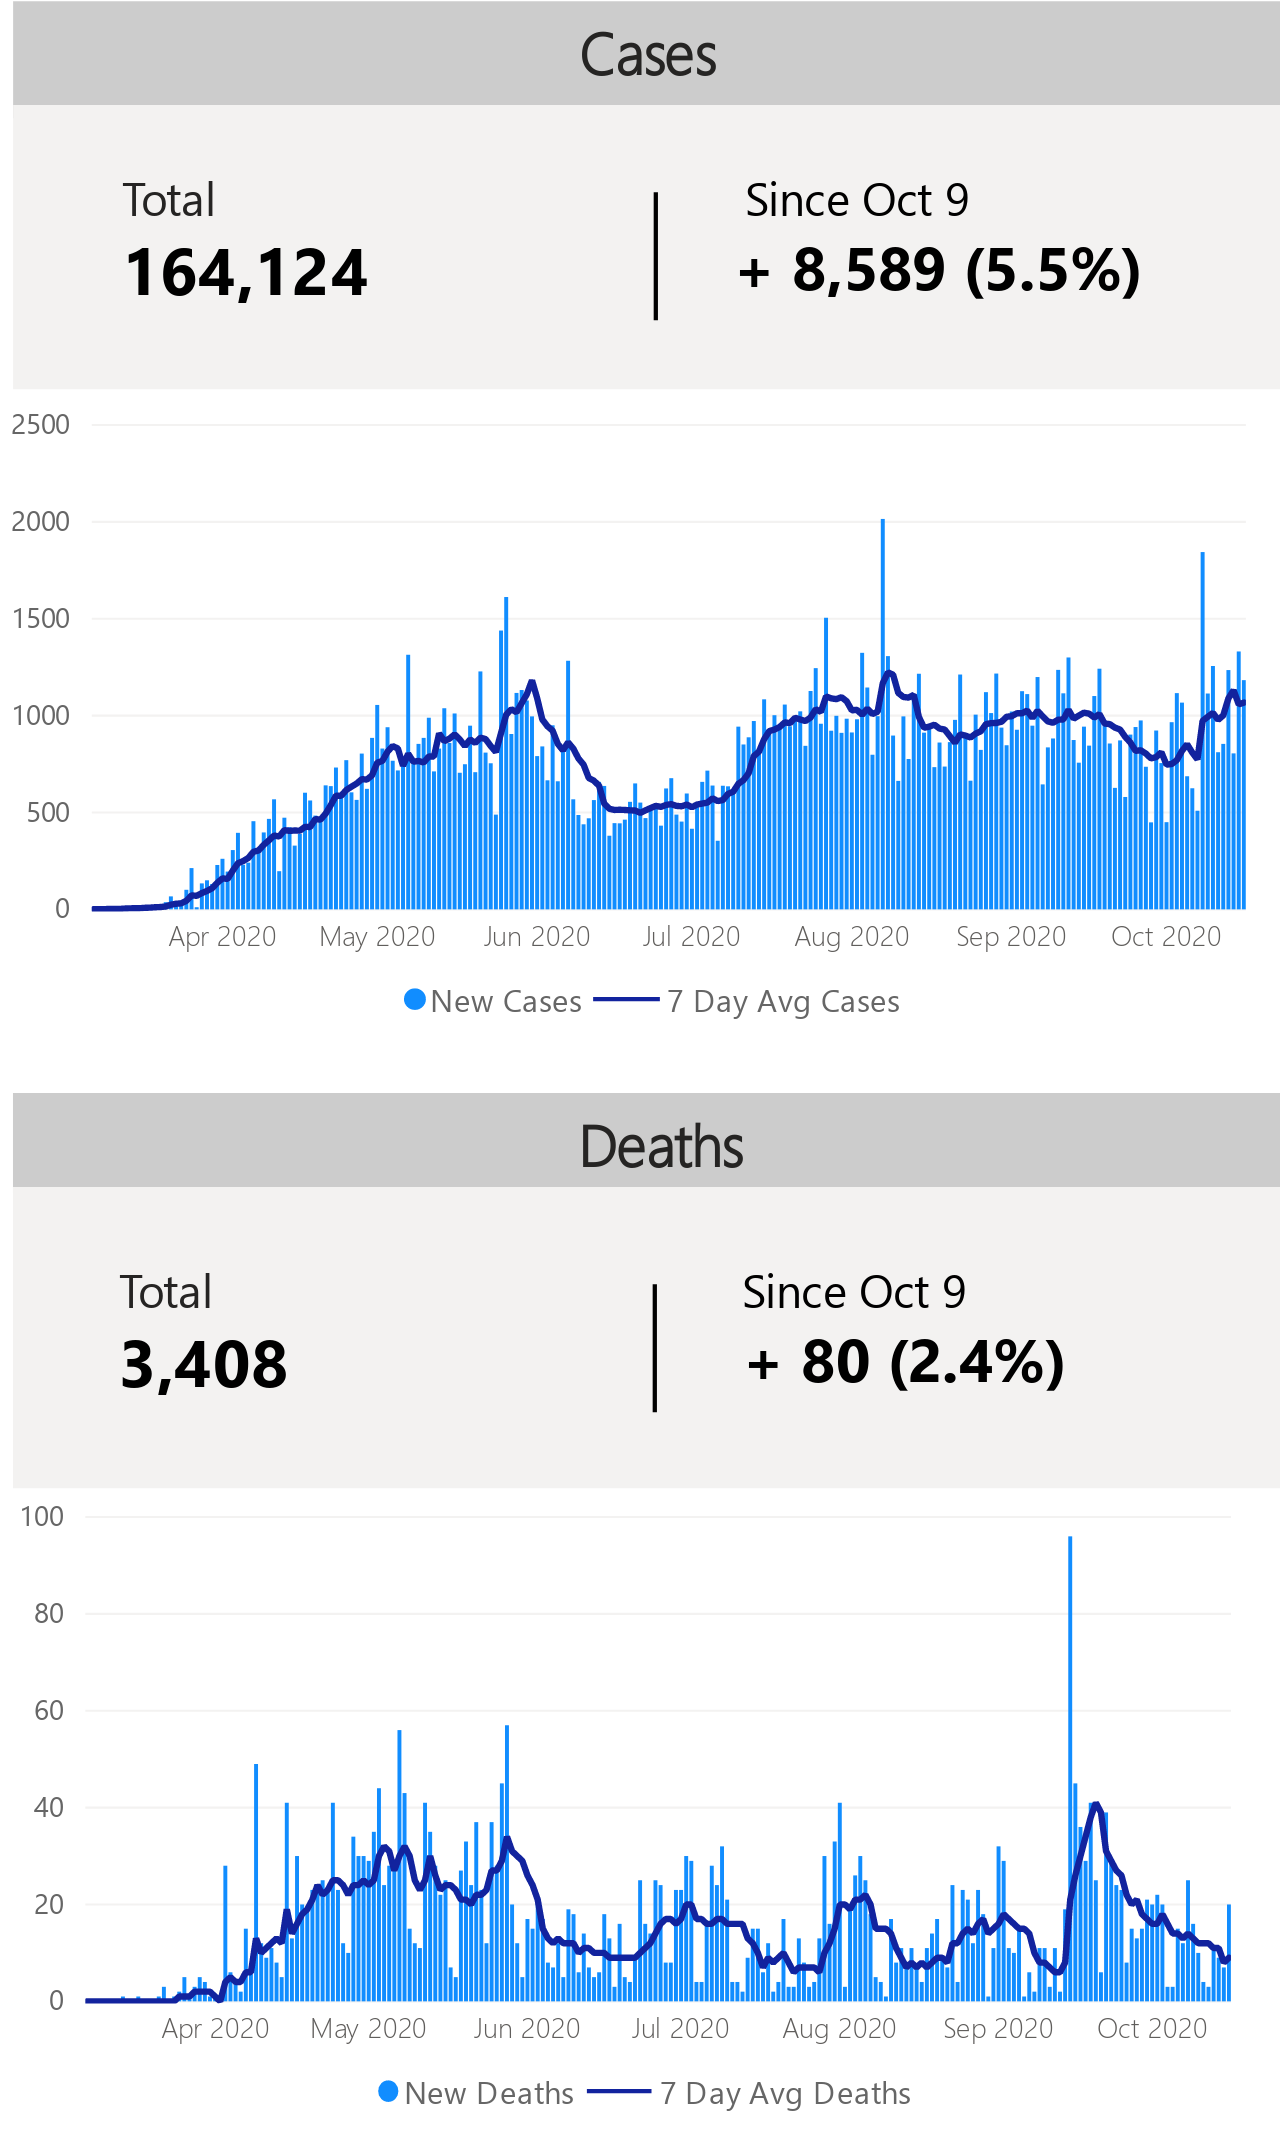 Cases
Total
Since Oct 9
164,124
+ 8,589 (5.5%)
2500
2000
1500
1000
500
0
Apr 2020 May 2020 Jun 2020 Jul 2020 Aug 2020 Sep 2020 Oct 2020
New Cases 7 Day Avg Cases
Deaths
Total
Since Oct 9
3,408
+ 80 (2.4%)
100
80
60
40
20
0
Apr 2020 May 2020 Jun 2020 Jul 2020 Aug 2020 Sep 2020 Oct 2020
New Deaths 7 Day Avg Deaths